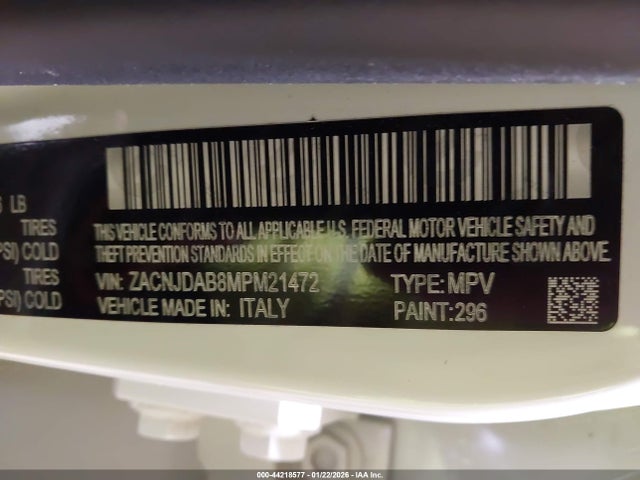 6 LB
TIRES
PSI) COLD
TIRES
PSI) COLD
THIS VEHICLE CONFORMS TO ALL APPLICABLE U.S. FEDERAL MOTOR VEHICLE SAFETY AND
THEFT PREVENTION STANDARDS IN EFFECT ON THE DATE OF MANUFACTURE SHOWN ABOVE.
VIN: ZACNJDAB8MPM21472 TYPE: MPV
VEHICLE MADE IN: ITALY PAINT: 296
000-44218577 - 01/22/2026 - IAA Inc.